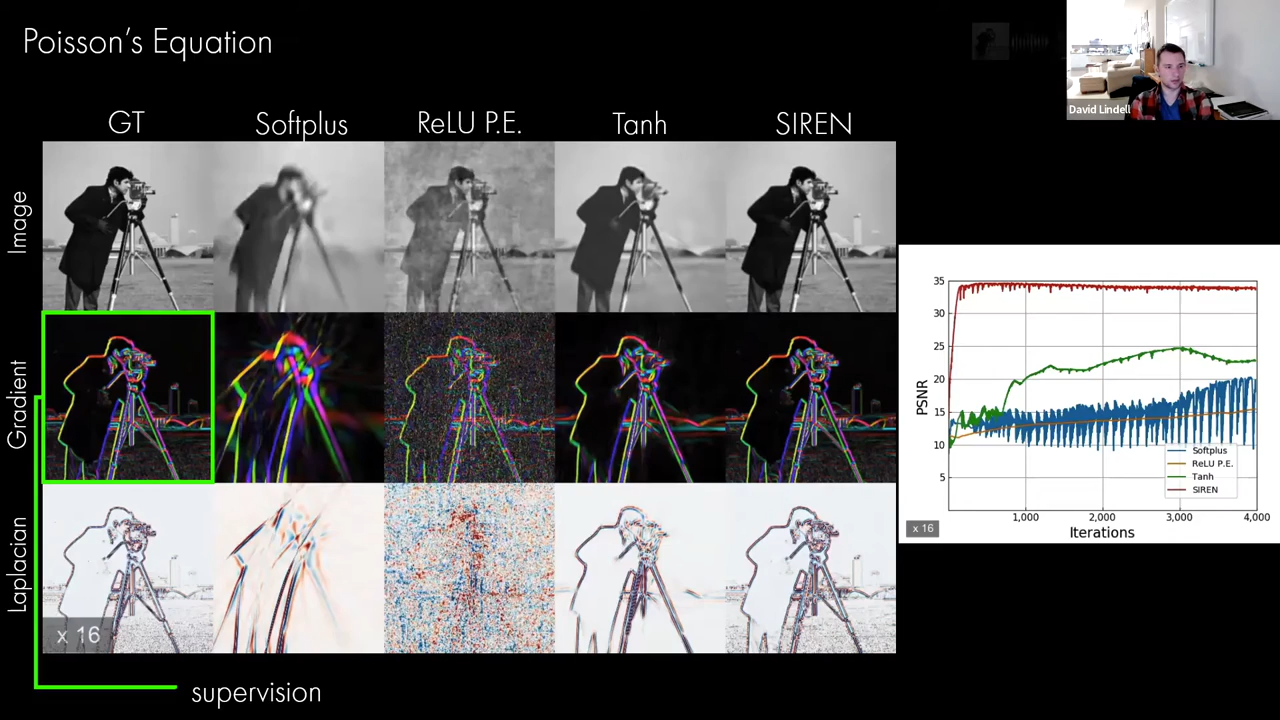 Poisson's Equation
David Lindell
GT Softplus ReLU P.E. Tanh SIREN
Image
Gradient
Laplacian
x 16
supervision
35
30
25
20
15
10
5
PSNR
Softplus
ReLU P.E.
Tanh
SIREN
1,000 2,000 3,000 4,000
Iterations
x 16